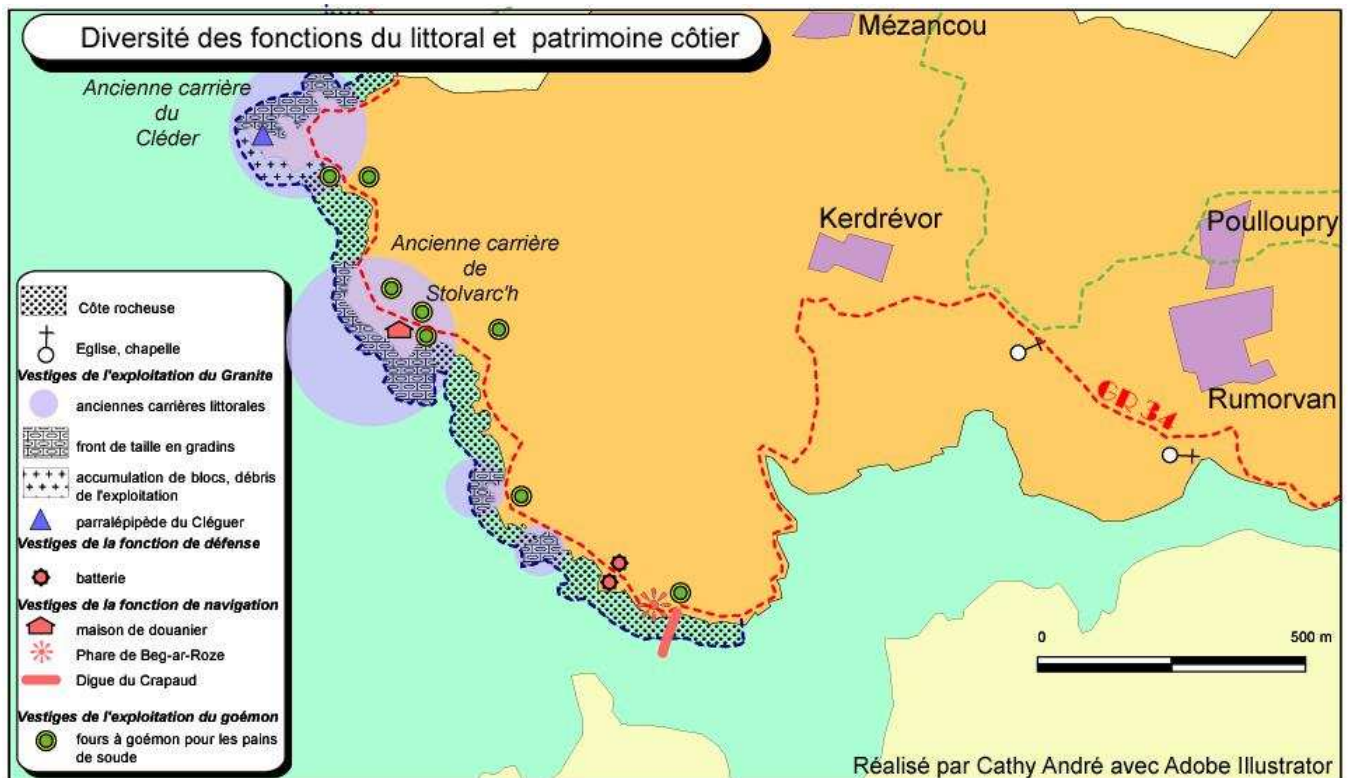 Diversité des fonctions du littoral et patrimoine côtier
Mézancou
Ancienne carrière
du
Cléder
Kerdrévor
Poulloupry
Ancienne carrière
de
Stolvarc'h
Rumorvan
GR 34
Côte rocheuse
Eglise, chapelle
Vestiges de l'exploitation du Granite
anciennes carrières littorales
front de taille en gradins
accumulation de blocs, débris
de l'exploitation
parralépipède du Cléguer
Vestiges de la fonction de défense
batterie
Vestiges de la fonction de navigation
maison de douanier
Phare de Beg-ar-Roze
Digue du Crapaud
Vestiges de l'exploitation du goémon
fours à goémon pour les pains
de soude
0 500 m
Réalisé par Cathy André avec Adobe Illustrator